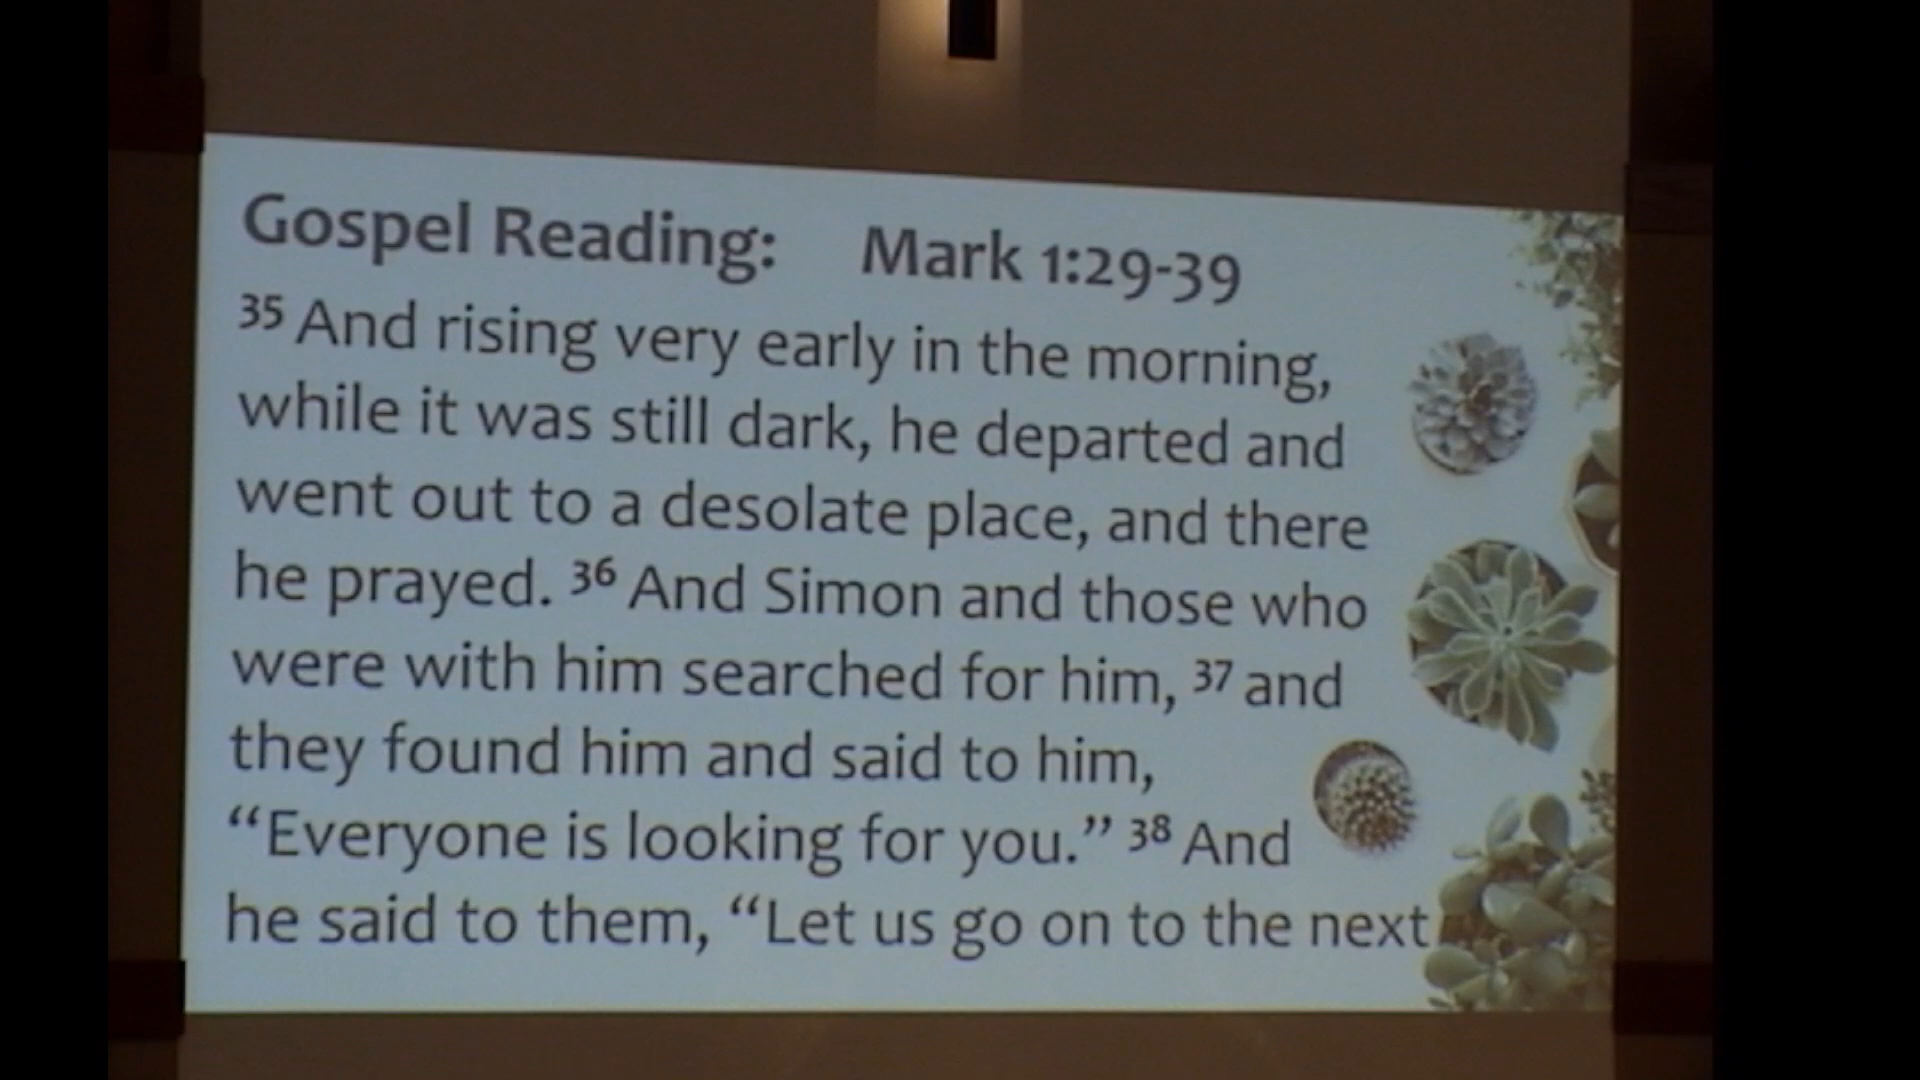 Gospel Reading: Mark 1:29-39
35 And rising very early in the morning,
while it was still dark, he departed and
went out to a desolate place, and there
he prayed. 36 And Simon and those who
were with him searched for him, 37 and
they found him and said to him,
“Everyone is looking for you.” 38 And
he said to them, “Let us go on to the next